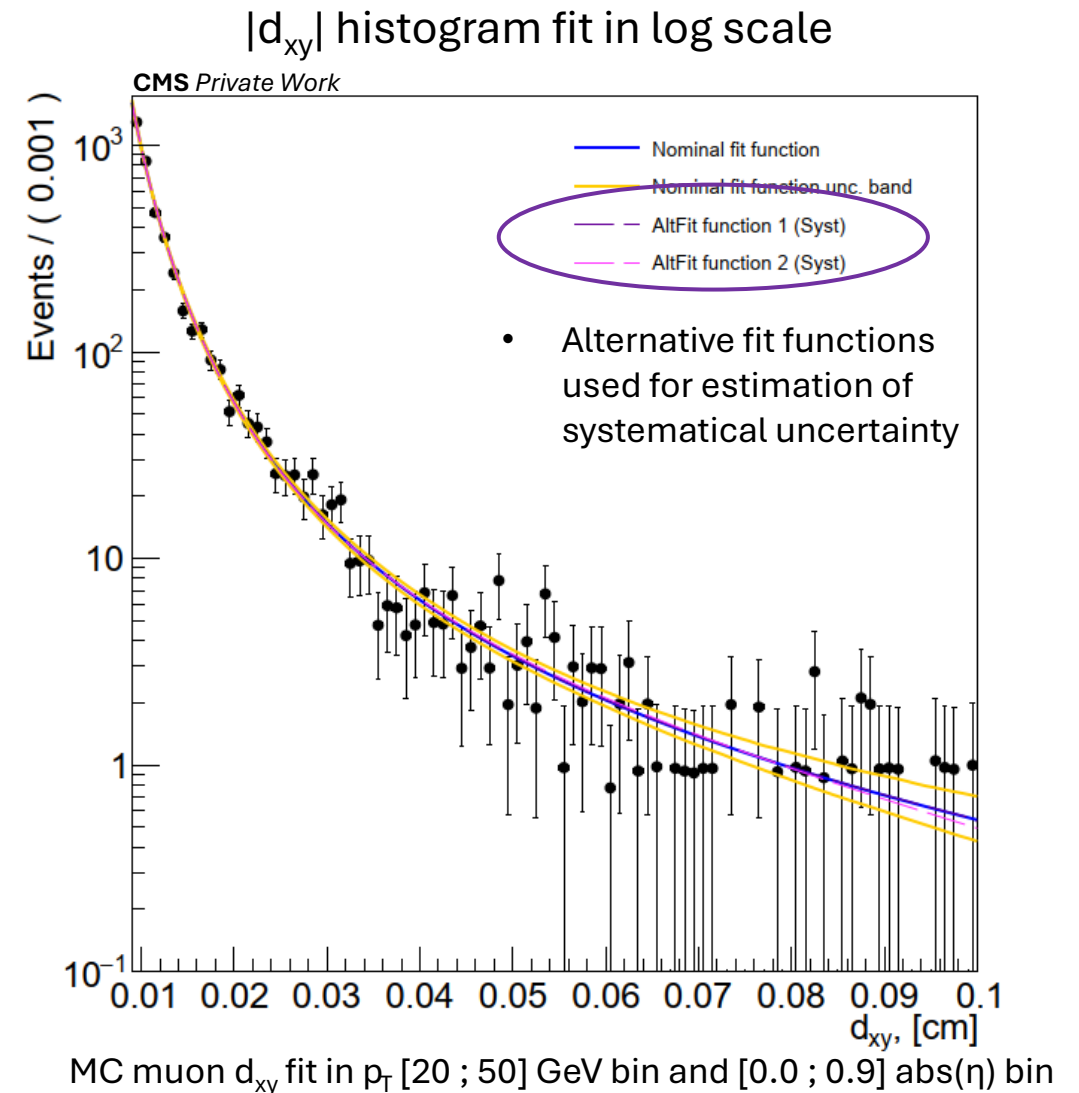 |dxy| histogram fit in log scale
CMS Private Work
Events / ( 0.001 )
Nominal fit function
Nominal fit function unc. band
AltFit function 1 (Syst)
AltFit function 2 (Syst)
• Alternative fit functions
used for estimation of
systematical uncertainty
10³
10²
10
1
10⁻¹
0.01 0.02 0.03 0.04 0.05 0.06 0.07 0.08 0.09 0.1
dxy, [cm]
MC muon dxy fit in pT [20 ; 50] GeV bin and [0.0 ; 0.9] abs(η) bin